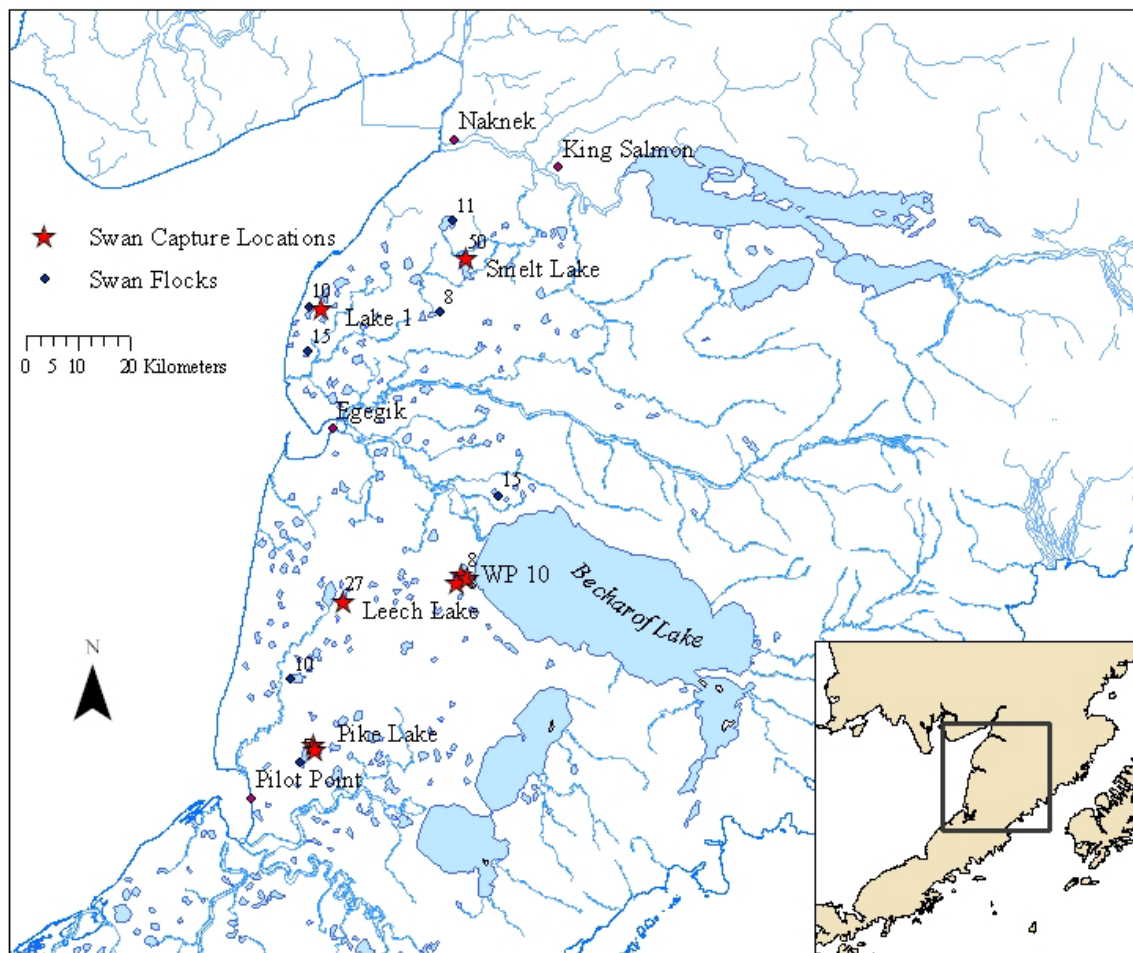 Naknek
King Salmon
11
Swan Capture Locations
50
Smelt Lake
Swan Flocks
10
Lake 1
8
15
0 5 10 20 Kilometers
Egegik
15
8
WP 10
Becharof Lake
27
Leech Lake
N
10
Pike Lake
Pilot Point